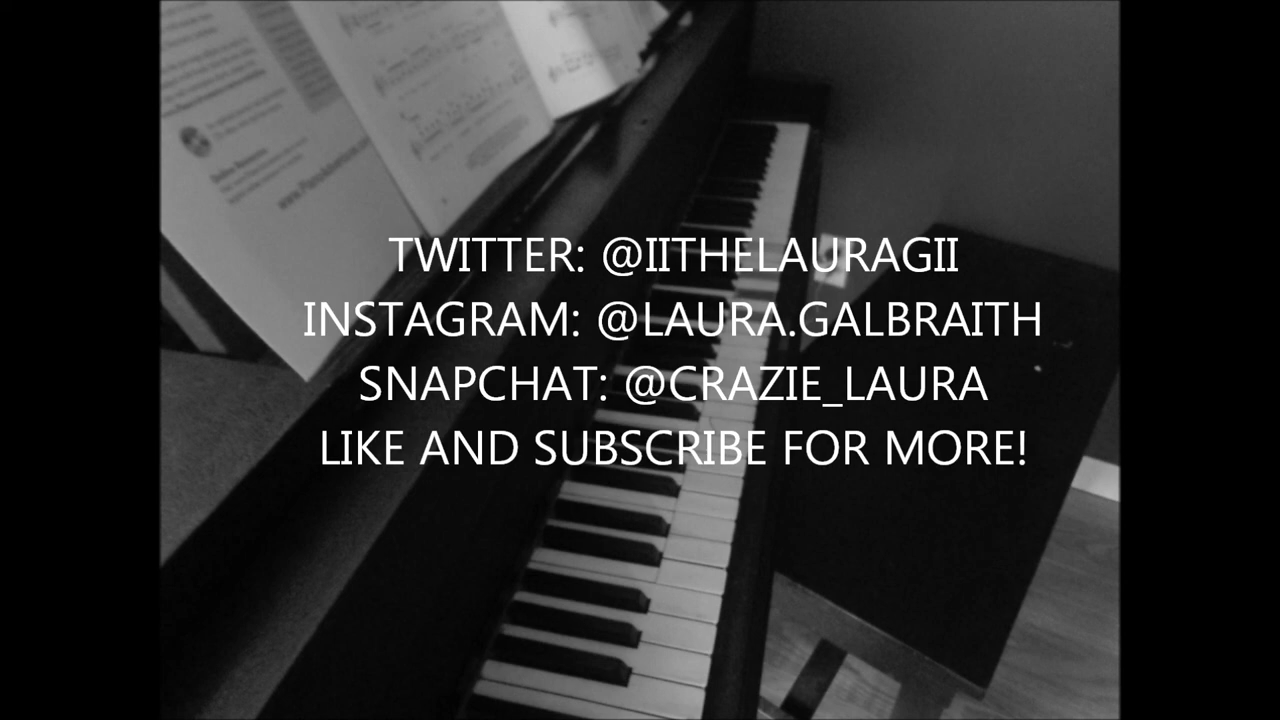 TWITTER: @IITHELAURAGII
INSTAGRAM: @LAURA.GALBRAITH
SNAPCHAT: @CRAZIE_LAURA
LIKE AND SUBSCRIBE FOR MORE!